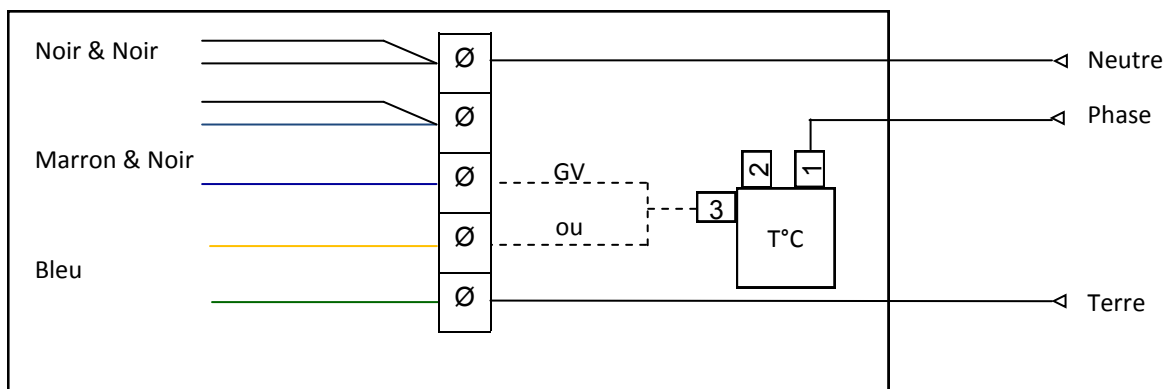 Noir & Noir
Marron & Noir
Bleu
Ø
Ø
Ø
Ø
Ø
GV
ou
3
2
1
T°C
Neutre
Phase
Terre